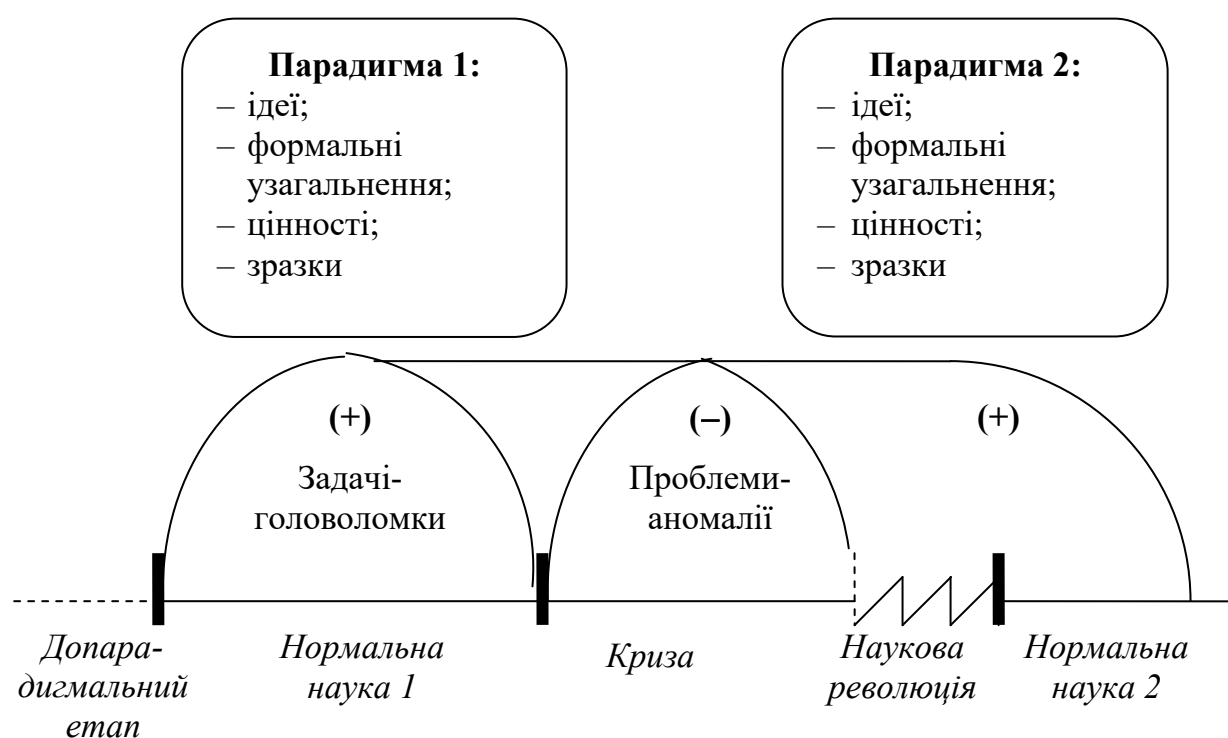 Парадигма 1:
– ідеї;
– формальні
узагальнення;
– цінності;
– зразки
Парадигма 2:
– ідеї;
– формальні
узагальнення;
– цінності;
– зразки
(+)
Задачі-
головоломки
(–)
Проблеми-
аномалії
(+)
Допара-
дигмальний
етап
Нормальна
наука 1
Криза
Наукова
революція
Нормальна
наука 2